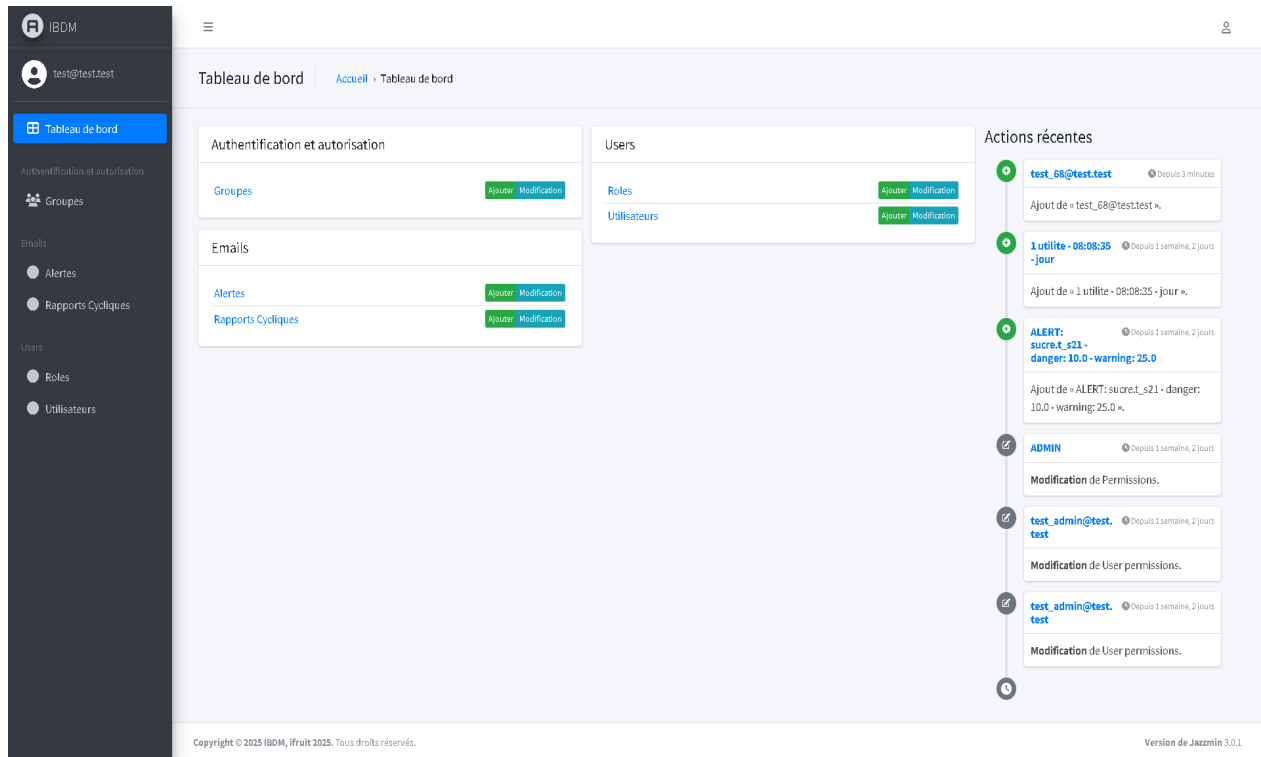 IBDM
test@test.test
Tableau de bord
Authentification et autorisation
Groupes
Emails
Alertes
Rapports Cycliques
Users
Roles
Utilisateurs
Tableau de bord
Accueil › Tableau de bord
Authentification et autorisation
Groupes Ajouter Modification
Emails
Alertes Ajouter Modification
Rapports Cycliques Ajouter Modification
Users
Roles Ajouter Modification
Utilisateurs Ajouter Modification
Actions récentes
test_68@test.test Depuis 3 minutes
Ajout de « test_68@test.test ».
1 utilite - 08:08:35 Depuis 1 semaine, 2 jours
- jour
Ajout de « 1 utilite - 08:08:35 - jour ».
ALERT: Depuis 1 semaine, 2 jours
sucre.t_s21 -
danger: 10.0 - warning: 25.0
Ajout de « ALERT: sucre.t_s21 - danger:
10.0 - warning: 25.0 ».
ADMIN Depuis 1 semaine, 2 jours
Modification de Permissions.
test_admin@test. Depuis 1 semaine, 2 jours
test
Modification de User permissions.
test_admin@test. Depuis 1 semaine, 2 jours
test
Modification de User permissions.
Copyright © 2025 IBDM, ifruit 2025. Tous droits réservés.
Version de Jazzmin 3.0.1